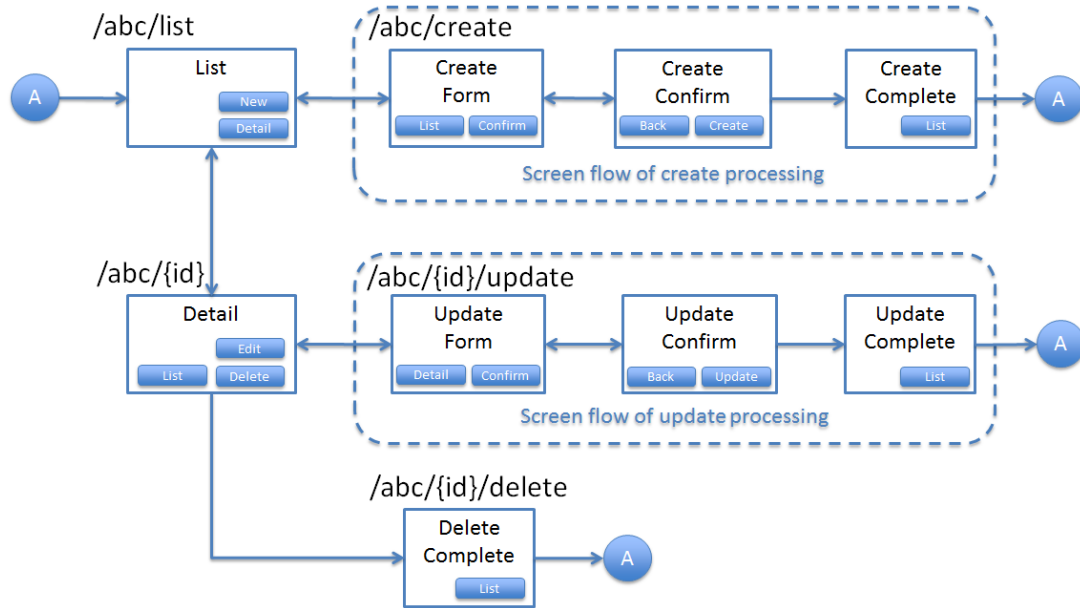 /abc/list
A
List
New
Detail
/abc/create
Create
Form
List
Confirm
Create
Confirm
Back
Create
Create
Complete
List
A
Screen flow of create processing
/abc/{id}
Detail
Edit
List
Delete
/abc/{id}/update
Update
Form
Detail
Confirm
Update
Confirm
Back
Update
Update
Complete
List
A
Screen flow of update processing
/abc/{id}/delete
Delete
Complete
List
A